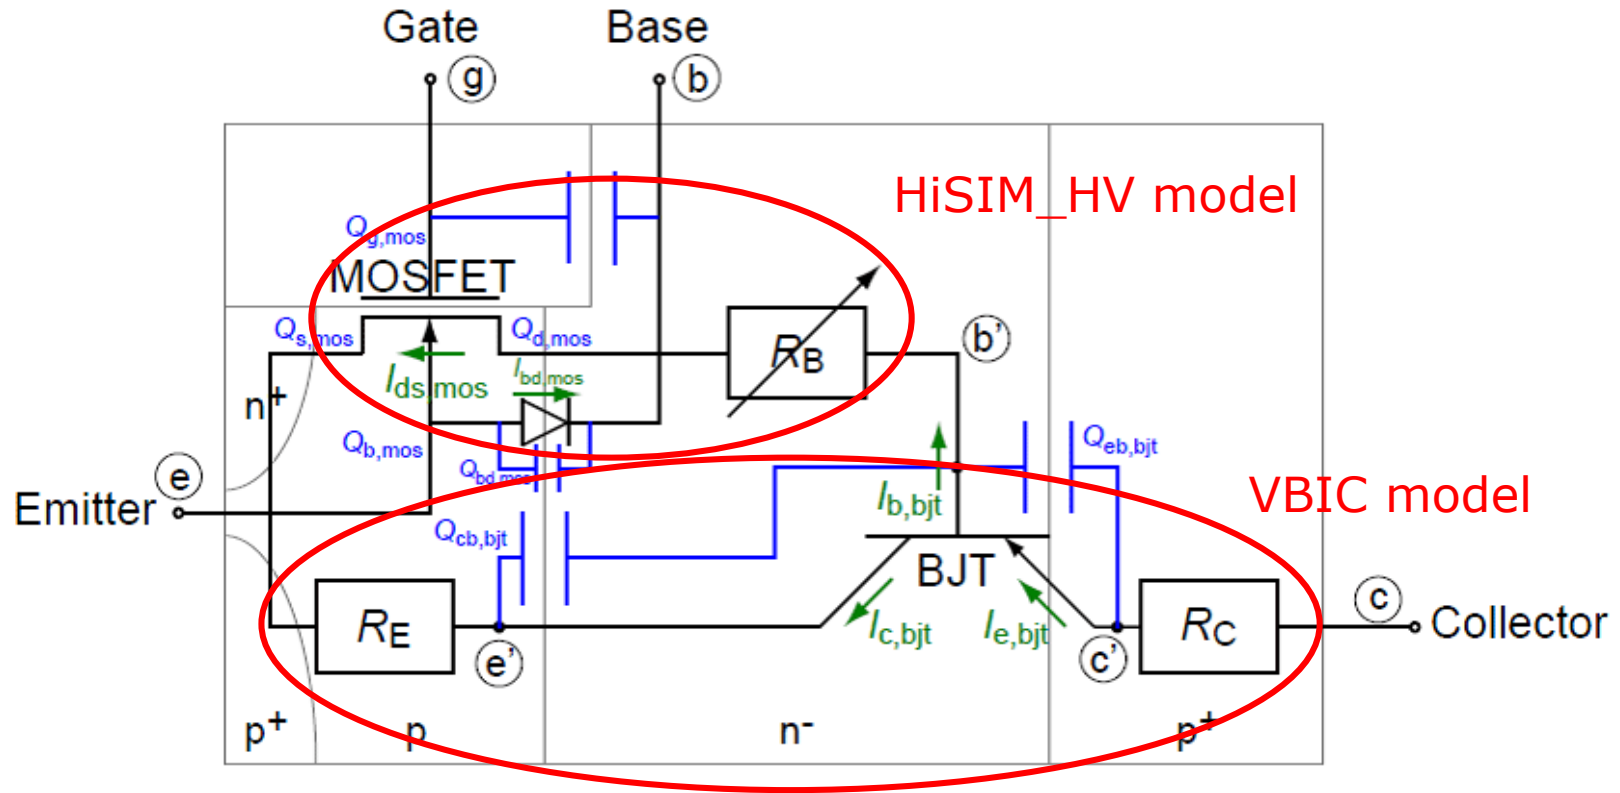 Gate
Base
g
b
HiSIM_HV model
Qg,mos
MOSFET
Qs,mos
Qd,mos
RB
b'
Ibd,mos
Ids,mos
n+
Qb,mos
Qbd,mos
Qeb,bjt
e
Emitter
Ib,bjt
VBIC model
Qcb,bjt
BJT
RE
Ic,bjt
Ie,bjt
RC
c
Collector
e'
c'
p+
p
n-
p+